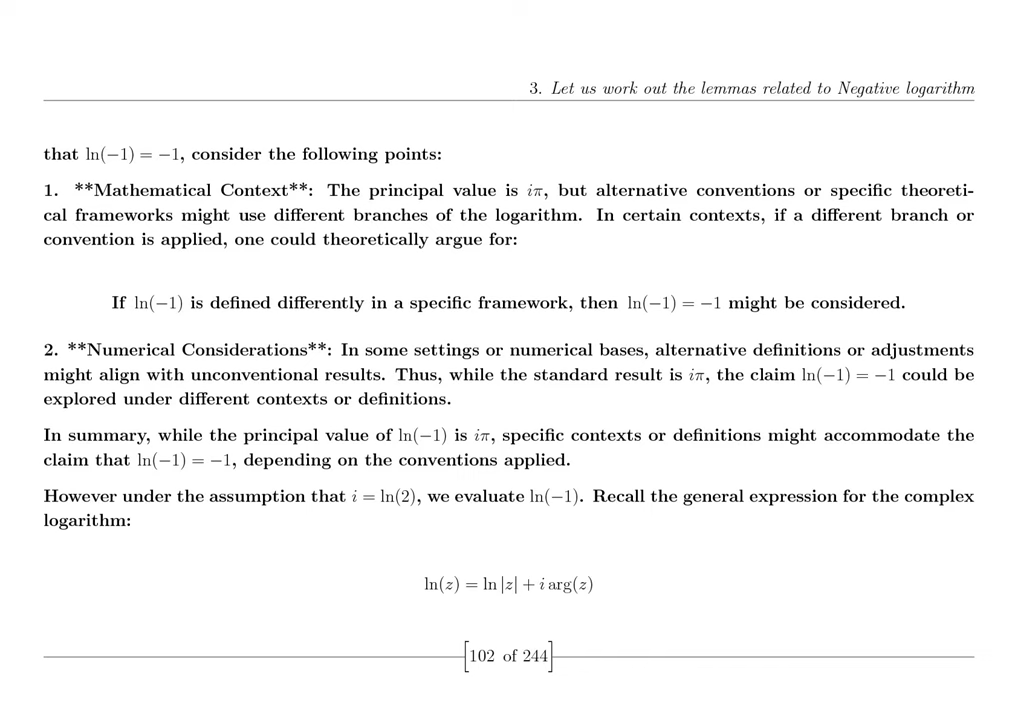 3. Let us work out the lemmas related to Negative logarithm
that ln(−1) = −1, consider the following points:
1. **Mathematical Context**: The principal value is iπ, but alternative conventions or specific theoreti-
cal frameworks might use different branches of the logarithm. In certain contexts, if a different branch or
convention is applied, one could theoretically argue for:
If ln(−1) is defined differently in a specific framework, then ln(−1) = −1 might be considered.
2. **Numerical Considerations**: In some settings or numerical bases, alternative definitions or adjustments
might align with unconventional results. Thus, while the standard result is iπ, the claim ln(−1) = −1 could be
explored under different contexts or definitions.
In summary, while the principal value of ln(−1) is iπ, specific contexts or definitions might accommodate the
claim that ln(−1) = −1, depending on the conventions applied.
However under the assumption that i = ln(2), we evaluate ln(−1). Recall the general expression for the complex
logarithm:
ln(z) = ln |z| + i arg(z)
[102 of 244]